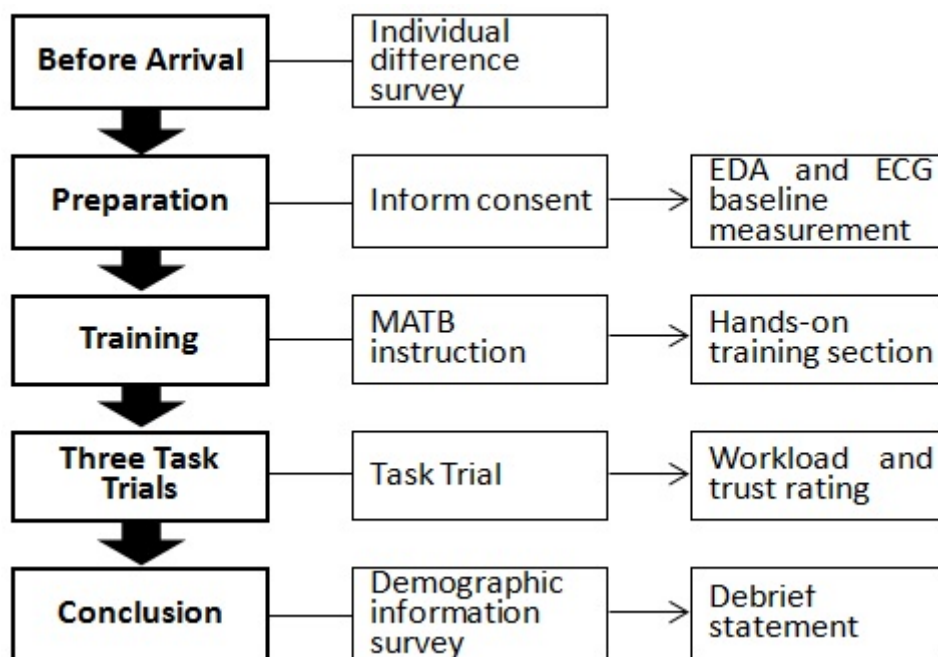 Before Arrival
Individual
difference
survey
Preparation
Inform consent
EDA and ECG
baseline
measurement
Training
MATB
instruction
Hands-on
training section
Three Task
Trials
Task Trial
Workload and
trust rating
Conclusion
Demographic
information
survey
Debrief
statement